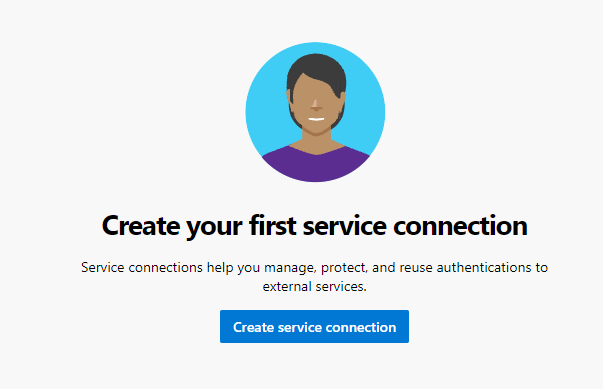 Create your first service connection
Service connections help you manage, protect, and reuse authentications to
external services.
Create service connection